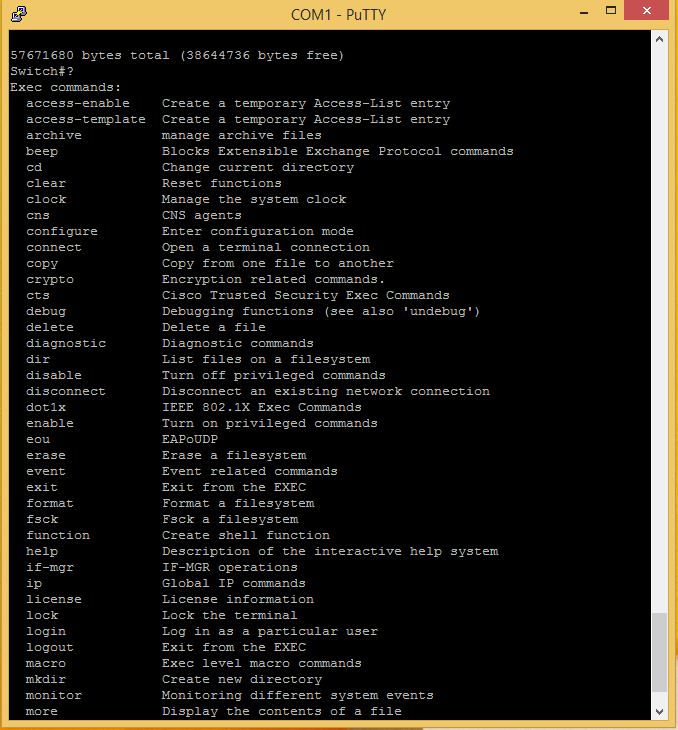 COM1 - PuTTY
57671680 bytes total (38644736 bytes free)
Switch#?
Exec commands:
access-enable Create a temporary Access-List entry
access-template Create a temporary Access-List entry
archive manage archive files
beep Blocks Extensible Exchange Protocol commands
cd Change current directory
clear Reset functions
clock Manage the system clock
cns CNS agents
configure Enter configuration mode
connect Open a terminal connection
copy Copy from one file to another
crypto Encryption related commands.
cts Cisco Trusted Security Exec Commands
debug Debugging functions (see also 'undebug')
delete Delete a file
diagnostic Diagnostic commands
dir List files on a filesystem
disable Turn off privileged commands
disconnect Disconnect an existing network connection
dot1x IEEE 802.1X Exec Commands
enable Turn on privileged commands
eou EAPoUDP
erase Erase a filesystem
event Event related commands
exit Exit from the EXEC
format Format a filesystem
fsck Fsck a filesystem
function Create shell function
help Description of the interactive help system
if-mgr IF-MGR operations
ip Global IP commands
license License information
lock Lock the terminal
login Log in as a particular user
logout Exit from the EXEC
macro Exec level macro commands
mkdir Create new directory
monitor Monitoring different system events
more Display the contents of a file